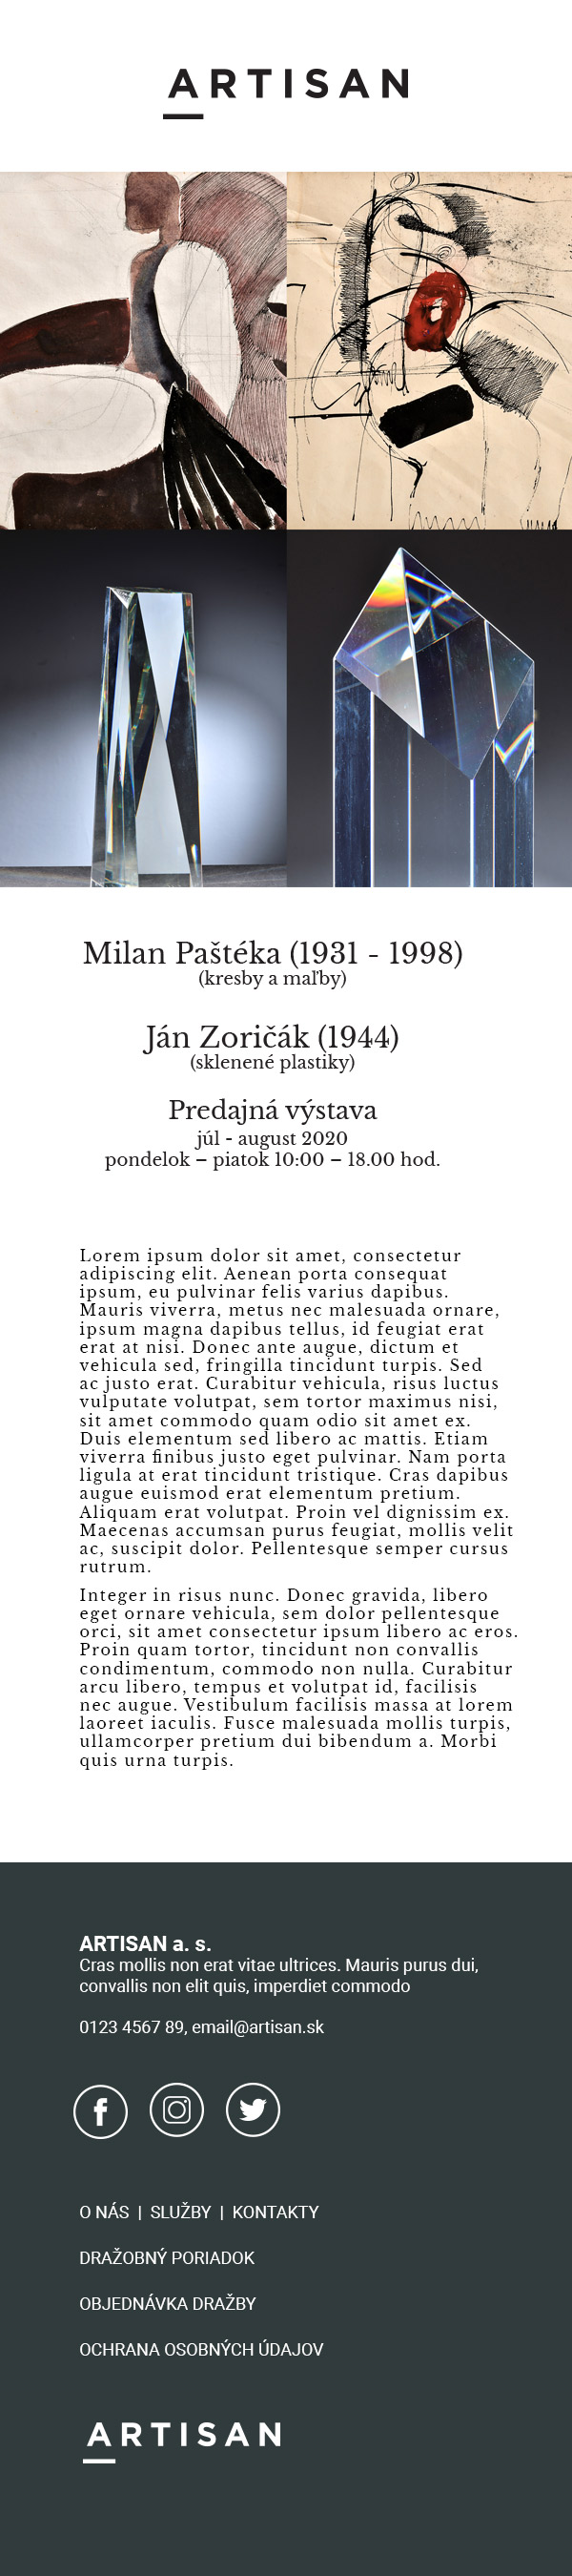 ARTISAN
Milan Paštéka (1931 - 1998)
(kresby a maľby)
Ján Zoričák (1944)
(sklenené plastiky)
Predajná výstava
júl - august 2020
pondelok – piatok 10:00 – 18.00 hod.
Lorem ipsum dolor sit amet, consectetur
adipiscing elit. Aenean porta consequat
ipsum, eu pulvinar felis varius dapibus.
Mauris viverra, metus nec malesuada ornare,
ipsum magna dapibus tellus, id feugiat erat
erat at nisi. Donec ante augue, dictum et
vehicula sed, fringilla tincidunt turpis. Sed
ac justo erat. Curabitur vehicula, risus luctus
vulputate volutpat, sem tortor maximus nisi,
sit amet commodo quam odio sit amet ex.
Duis elementum sed libero ac mattis. Etiam
viverra finibus justo eget pulvinar. Nam porta
ligula at erat tincidunt tristique. Cras dapibus
augue euismod erat elementum pretium.
Aliquam erat volutpat. Proin vel dignissim ex.
Maecenas accumsan purus feugiat, mollis velit
ac, suscipit dolor. Pellentesque semper cursus
rutrum.
Integer in risus nunc. Donec gravida, libero
eget ornare vehicula, sem dolor pellentesque
orci, sit amet consectetur ipsum libero ac eros.
Proin quam tortor, tincidunt non convallis
condimentum, commodo non nulla. Curabitur
arcu libero, tempus et volutpat id, facilisis
nec augue. Vestibulum facilisis massa at lorem
laoreet iaculis. Fusce malesuada mollis turpis,
ullamcorper pretium dui bibendum a. Morbi
quis urna turpis.
ARTISAN a. s.
Cras mollis non erat vitae ultrices. Mauris purus dui,
convallis non elit quis, imperdiet commodo
0123 4567 89, email@artisan.sk
O NÁS | SLUŽBY | KONTAKTY
DRAŽOBNÝ PORIADOK
OBJEDNÁVKA DRAŽBY
OCHRANA OSOBNÝCH ÚDAJOV
ARTISAN